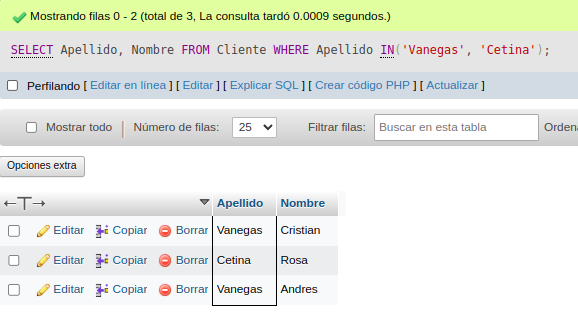 Mostrando filas 0 - 2 (total de 3, La consulta tardó 0.0009 segundos.)
SELECT Apellido, Nombre FROM Cliente WHERE Apellido IN('Vanegas', 'Cetina');
Perfilando [ Editar en línea ] [ Editar ] [ Explicar SQL ] [ Crear código PHP ] [ Actualizar ]
Mostrar todo | Número de filas: 25 Filtrar filas: Buscar en esta tabla Ordena
Opciones extra
←T→ Apellido Nombre
Editar Copiar Borrar Vanegas Cristian
Editar Copiar Borrar Cetina Rosa
Editar Copiar Borrar Vanegas Andres